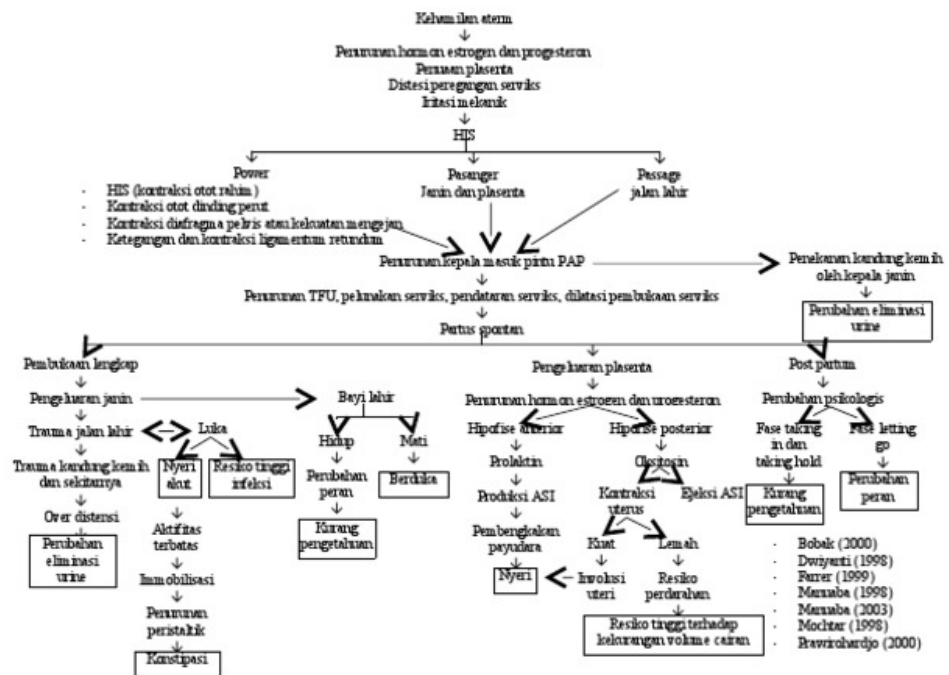 Kehamilan aterm
Penurunan hormon estrogen dan progesteron
Penuaan plasenta
Distesi peregangan serviks
Iritasi mekanik
HIS
Power
- HIS (kontraksi otot rahim)
- Kontraksi otot dinding perut
- Kontraksi diafragma pelvis atau kekuatan mengejan
- Ketegangan dan kontraksi ligamentum retundum
Pasanger
Janin dan plasenta
Passage
jalan lahir
Penurunan kepala masuk pintu PAP
Penekanan kandung kemih
oleh kepala janin
Perubahan eliminasi
urine
Penurunan TFU, pelunakan serviks, pendataran serviks, dilatasi pembukaan serviks
Partus spontan
Pembukaan lengkap
Pengeluaran janin
Trauma jalan lahir
Trauma kandung kemih
dan sekitarnya
Over distensi
Perubahan
eliminasi
urine
Luka
Nyeri
akut
Resiko tinggi
infeksi
Aktifitas
terbatas
Immobilisasi
Penurunan
peristaltik
Konstipasi
Bayi lahir
Hidup
Perubahan
peran
Kurang
pengetahuan
Mati
Berduka
Pengeluaran plasenta
Penurunan hormon estrogen dan progesteron
Hipofise anterior
Prolaktin
Produksi ASI
Pembengkakan
payudara
Nyeri
Hipofise posterior
Oksitosin
Kontraksi
uterus
Ejeksi ASI
Kuat
Involusi
uteri
Lemah
Resiko
perdarahan
Resiko tinggi terhadap
kekurangan volume cairan
Post partum
Perubahan psikologis
Fase taking
in dan
taking hold
Kurang
pengetahuan
Fase letting
go
Perubahan
peran
- Bobak (2000)
- Dwiyanti (1998)
- Farrer (1999)
- Manuaba (1998)
- Manuaba (2003)
- Mochtar (1998)
- Prawirohardjo (2000)